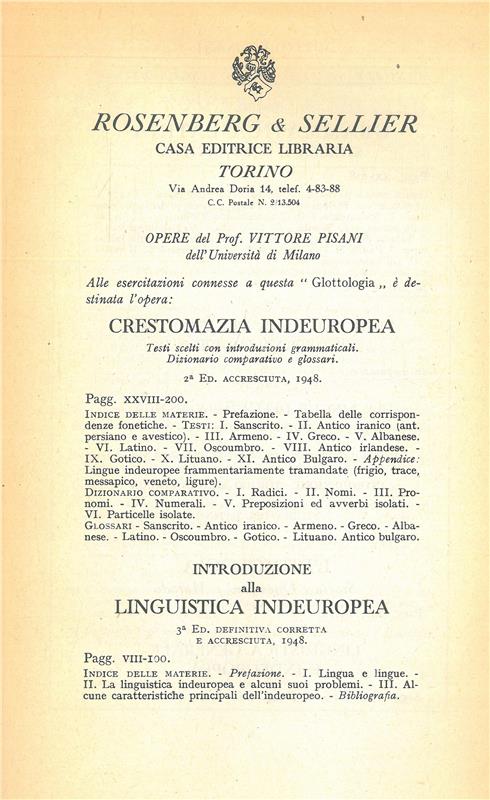 ROSENBERG & SELLIER
CASA EDITRICE LIBRARIA
TORINO
Via Andrea Doria 14, telef. 4-83-88
C. C. Postale N. 2/13.504
OPERE del Prof. VITTORE PISANI
dell'Università di Milano
Alle esercitazioni connesse a questa " Glottologia „ è de-
stinata l'opera:
CRESTOMAZIA INDEUROPEA
Testi scelti con introduzioni grammaticali.
Dizionario comparativo e glossari.
2ª ED. ACCRESCIUTA, 1948.
Pagg. XXVIII-200.
INDICE DELLE MATERIE. - Prefazione. - Tabella delle corrispon-
denze fonetiche. - TESTI: I. Sanscrito. - II. Antico iranico (ant.
persiano e avestico). - III. Armeno. - IV. Greco. - V. Albanese.
- VI. Latino. - VII. Oscoumbro. - VIII. Antico irlandese. -
IX. Gotico. - X. Lituano. - XI. Antico Bulgaro. - Appendice:
Lingue indeuropee frammentariamente tramandate (frigio, trace,
messapico, veneto, ligure).
DIZIONARIO COMPARATIVO. - I. Radici. - II. Nomi. - III. Pro-
nomi. - IV. Numerali. - V. Preposizioni ed avverbi isolati. -
VI. Particelle isolate.
GLOSSARI - Sanscrito. - Antico iranico. - Armeno. - Greco. - Alba-
nese. - Latino. - Oscoumbro. - Gotico. - Lituano. Antico bulgaro.
INTRODUZIONE
alla
LINGUISTICA INDEUROPEA
3ª ED. DEFINITIVA CORRETTA
E ACCRESCIUTA, 1948.
Pagg. VIII-100.
INDICE DELLE MATERIE. - Prefazione. - I. Lingua e lingue. -
II. La linguistica indeuropea e alcuni suoi problemi. - III. Al-
cune caratteristiche principali dell'indeuropeo. - Bibliografia.